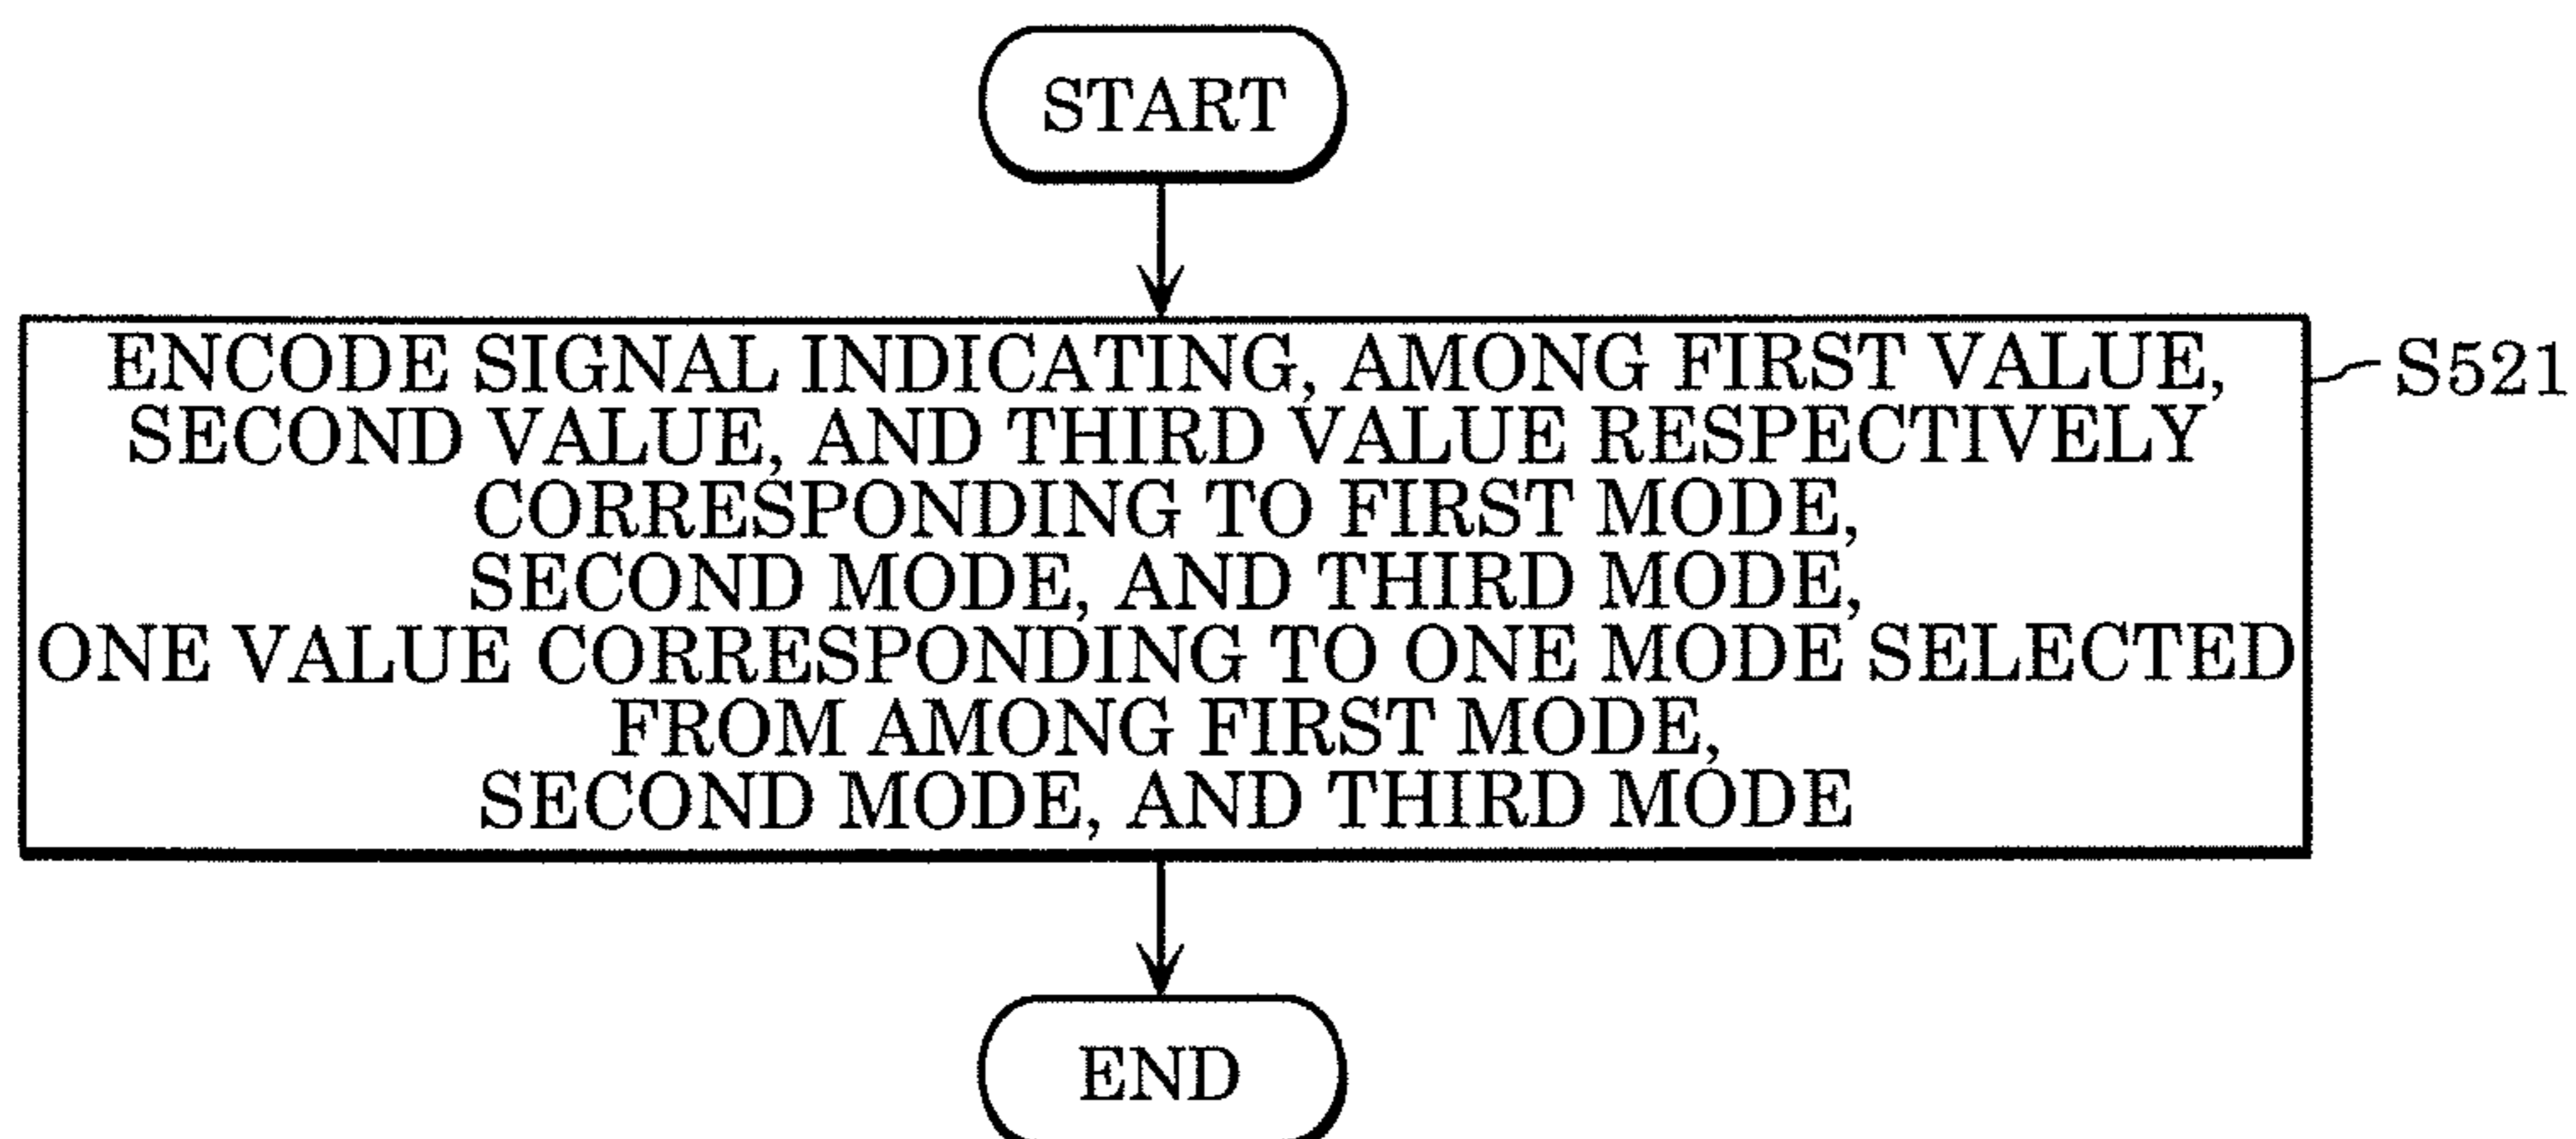 START
ENCODE SIGNAL INDICATING, AMONG FIRST VALUE,
SECOND VALUE, AND THIRD VALUE RESPECTIVELY
CORRESPONDING TO FIRST MODE,
SECOND MODE, AND THIRD MODE,
ONE VALUE CORRESPONDING TO ONE MODE SELECTED
FROM AMONG FIRST MODE,
SECOND MODE, AND THIRD MODE
S521
END